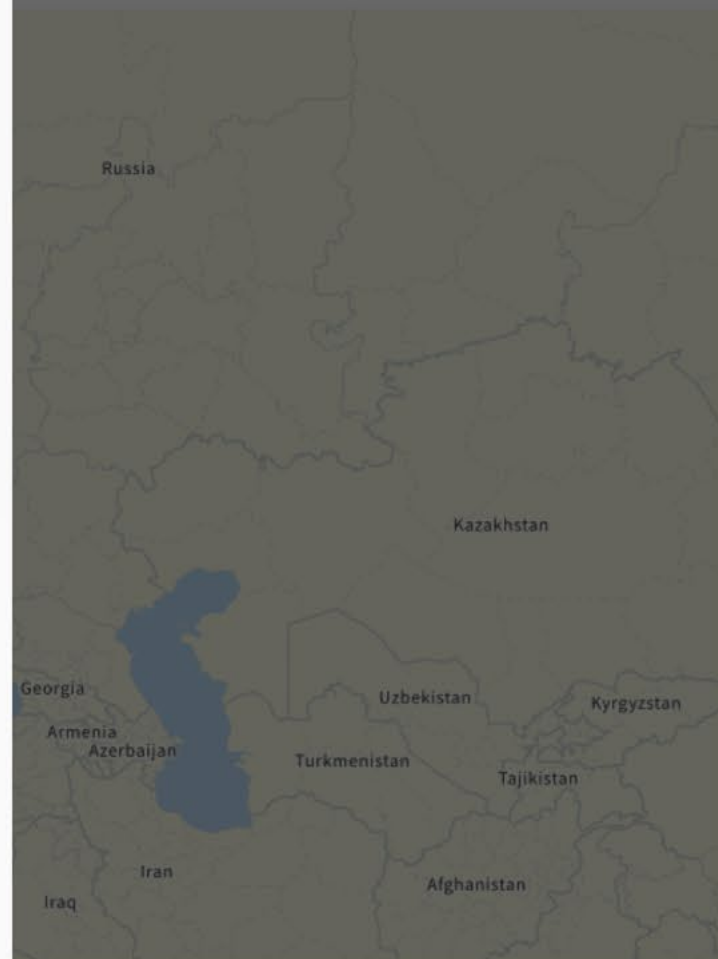 Russia
Kazakhstan
Georgia
Uzbekistan
Kyrgyzstan
Armenia
Azerbaijan
Turkmenistan
Tajikistan
Iran
Afghanistan
Iraq